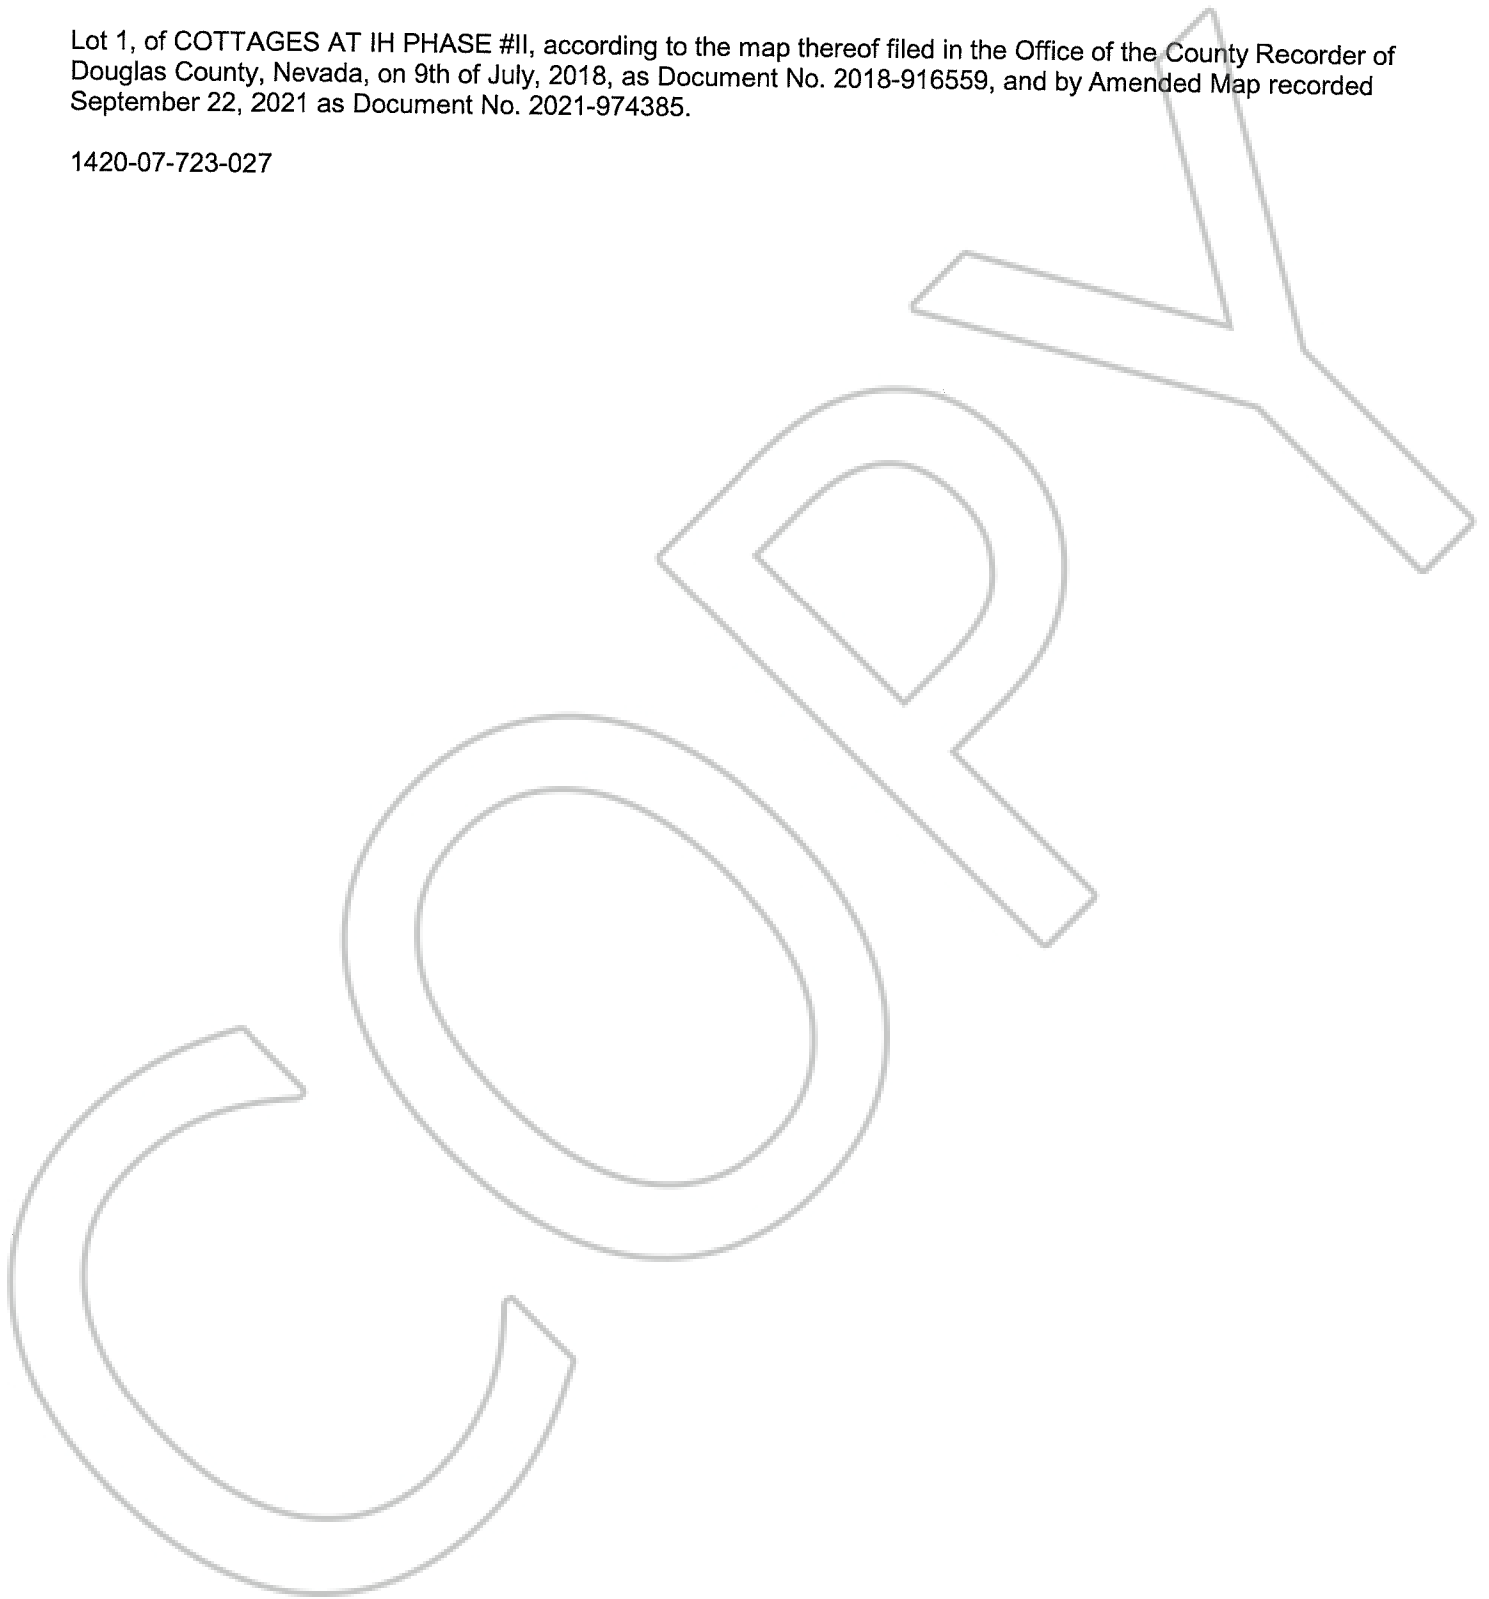 Lot 1, of COTTAGES AT IH PHASE #II, according to the map thereof filed in the Office of the County Recorder of
Douglas County, Nevada, on 9th of July, 2018, as Document No. 2018-916559, and by Amended Map recorded
September 22, 2021 as Document No. 2021-974385.
1420-07-723-027
COPY